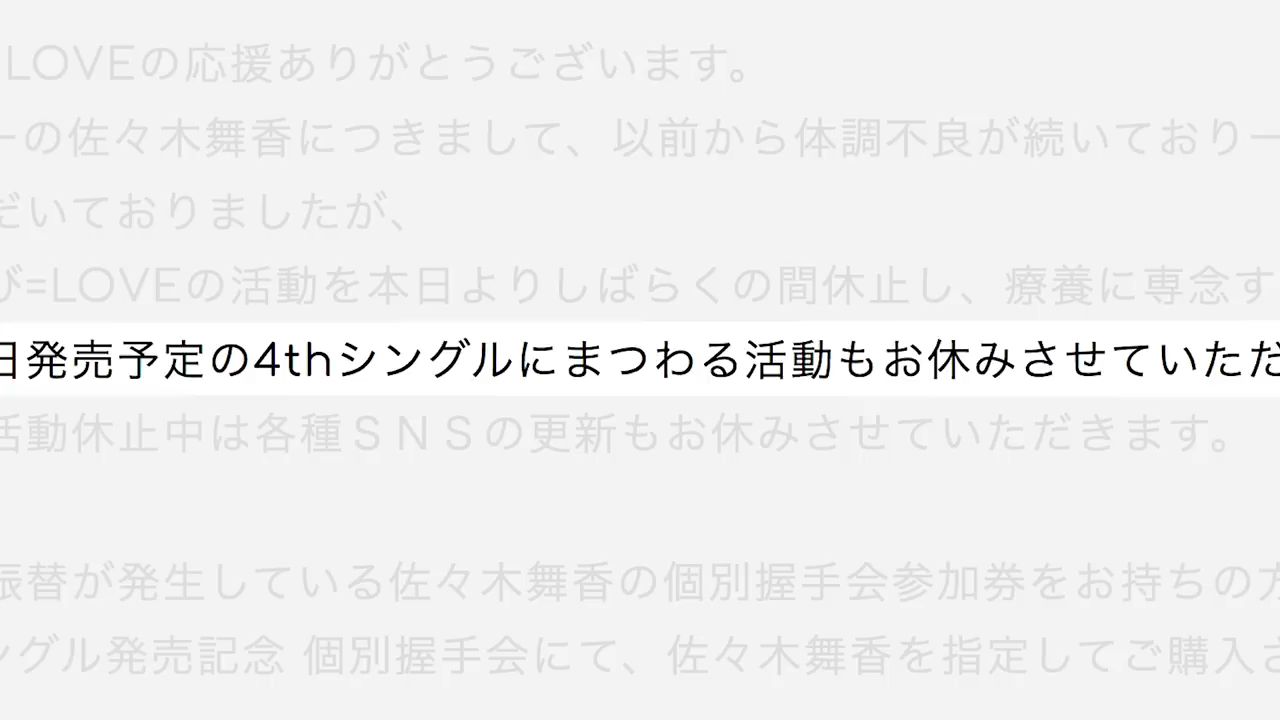 LOVEの応援ありがとうございます。
ーの佐々木舞香につきまして、以前から体調不良が続いており一
だいておりましたが、
び=LOVEの活動を本日よりしばらくの間休止し、療養に専念す
日発売予定の4thシングルにまつわる活動もお休みさせていただ
活動休止中は各種ＳＮＳの更新もお休みさせていただきます。
振替が発生している佐々木舞香の個別握手会参加券をお持ちの方
ングル発売記念 個別握手会にて、佐々木舞香を指定してご購入さ